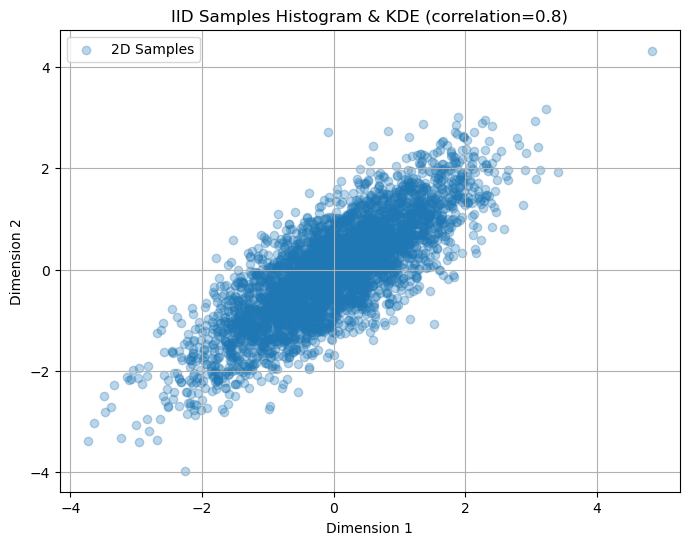 IID Samples Histogram & KDE (correlation=0.8)
2D Samples
Dimension 2
4
2
0
−2
−4
−4
−2
0
2
4
Dimension 1